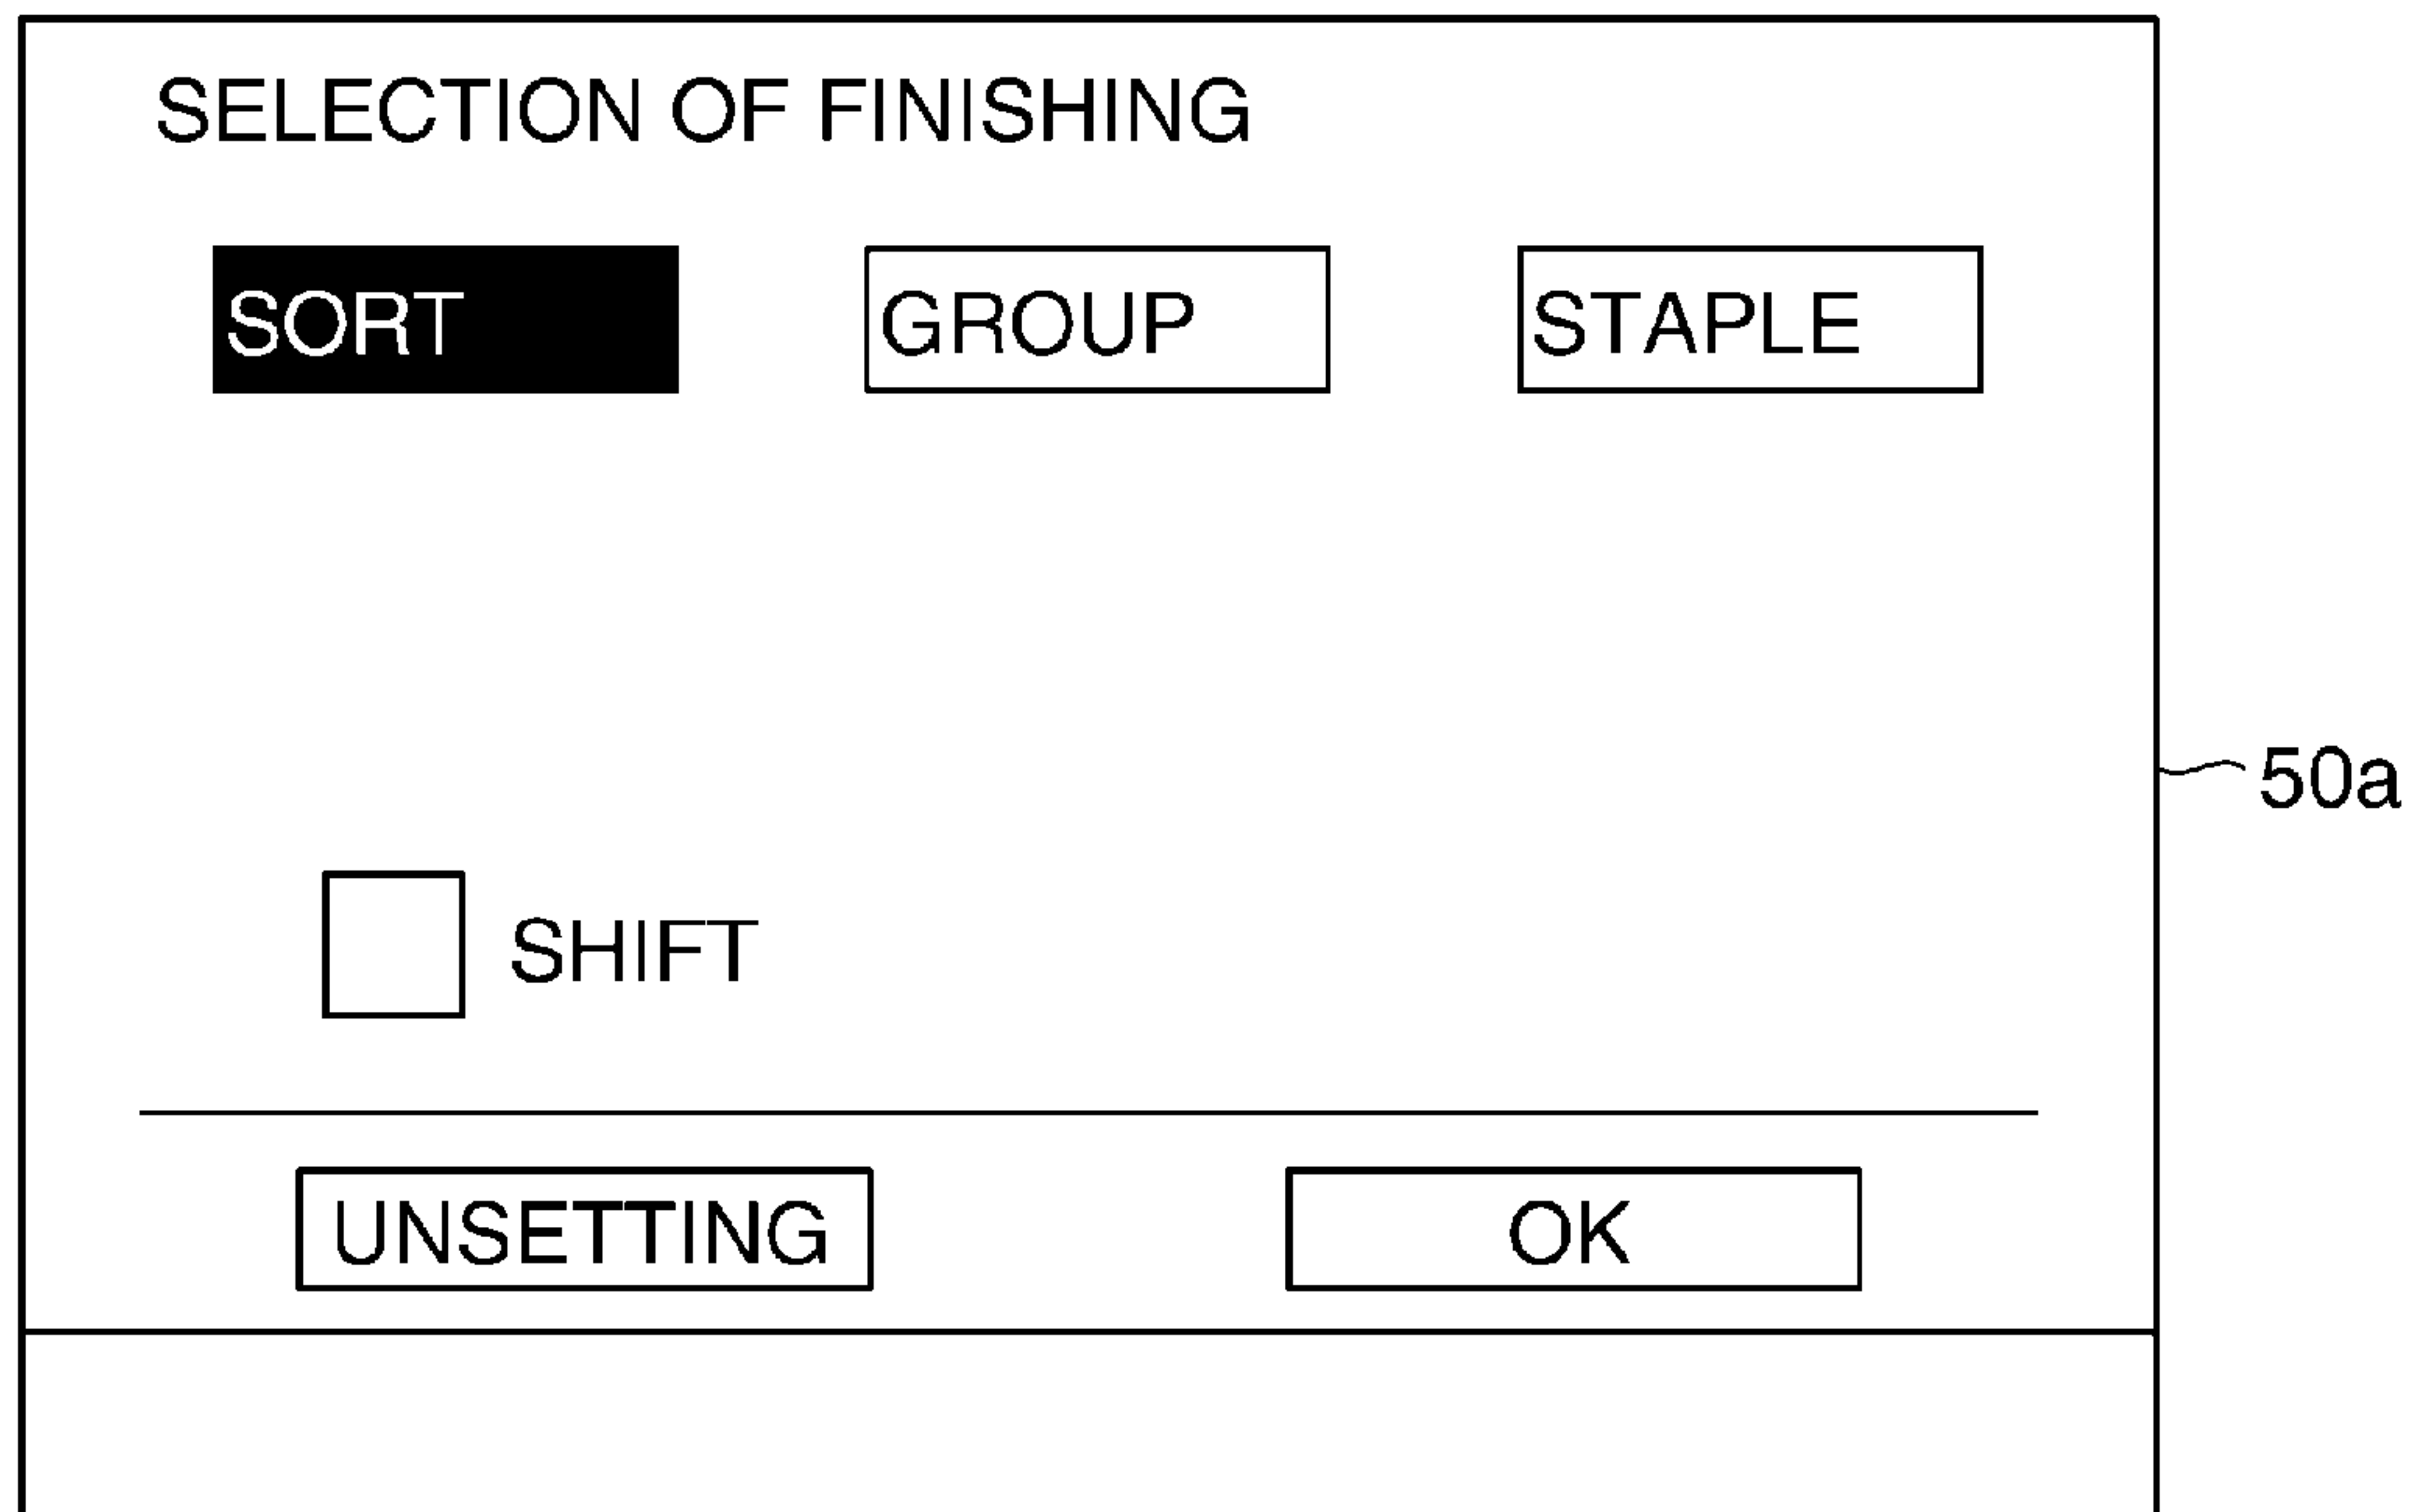 SELECTION OF FINISHING
SORT GROUP STAPLE
50a
SHIFT
UNSETTING OK